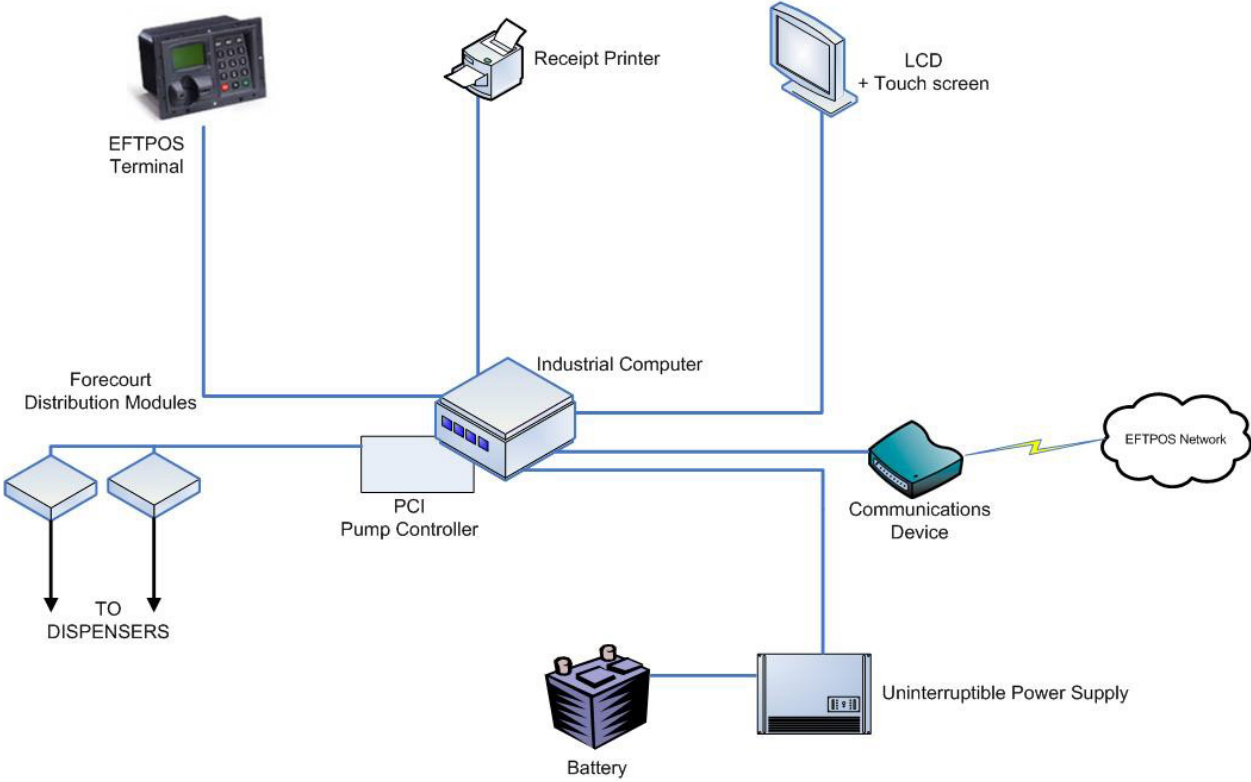 EFTPOS
Terminal
Receipt Printer
LCD
+ Touch screen
Forecourt
Distribution Modules
Industrial Computer
EFTPOS Network
PCI
Pump Controller
Communications
Device
TO
DISPENSERS
Uninterruptible Power Supply
Battery